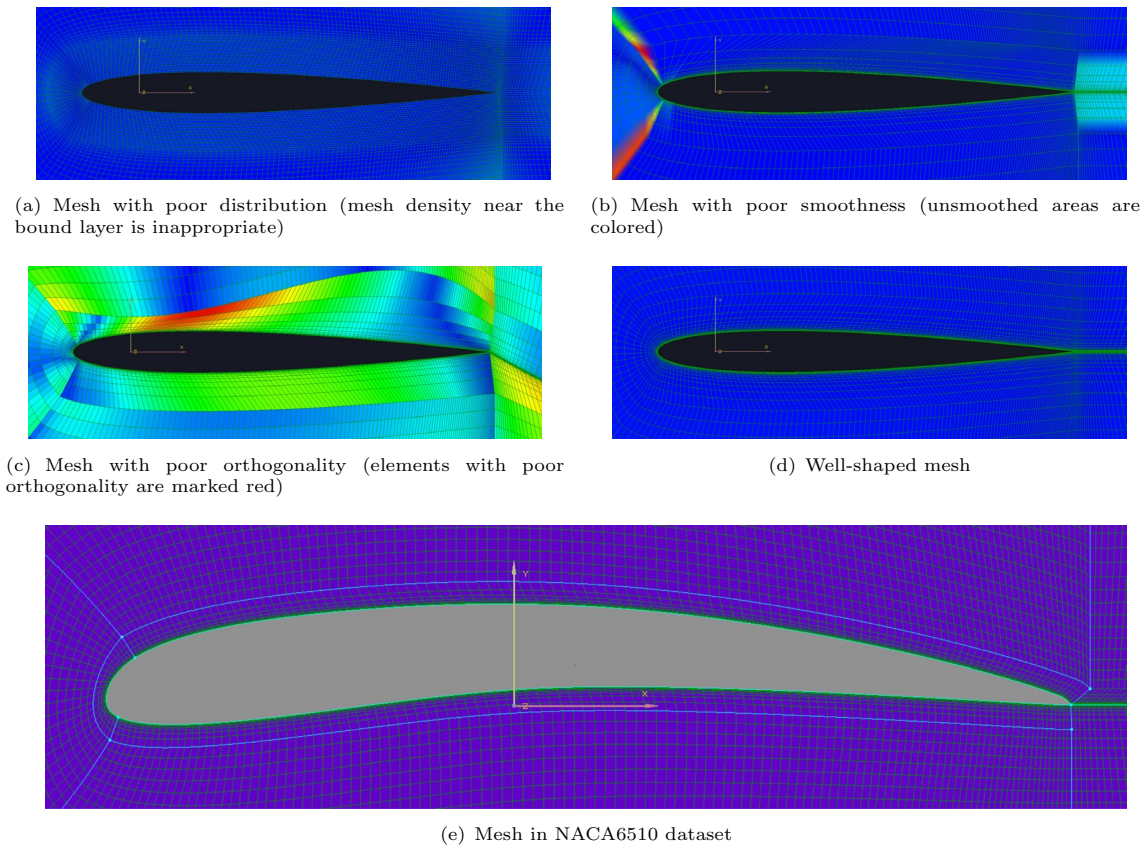 Y
X
Z
(a) Mesh with poor distribution (mesh density near the
bound layer is inappropriate)
Y
X
Z
(b) Mesh with poor smoothness (unsmoothed areas are
colored)
X
Z
(c) Mesh with poor orthogonality (elements with poor
orthogonality are marked red)
Y
X
Z
(d) Well-shaped mesh
Y
X
Z
(e) Mesh in NACA6510 dataset